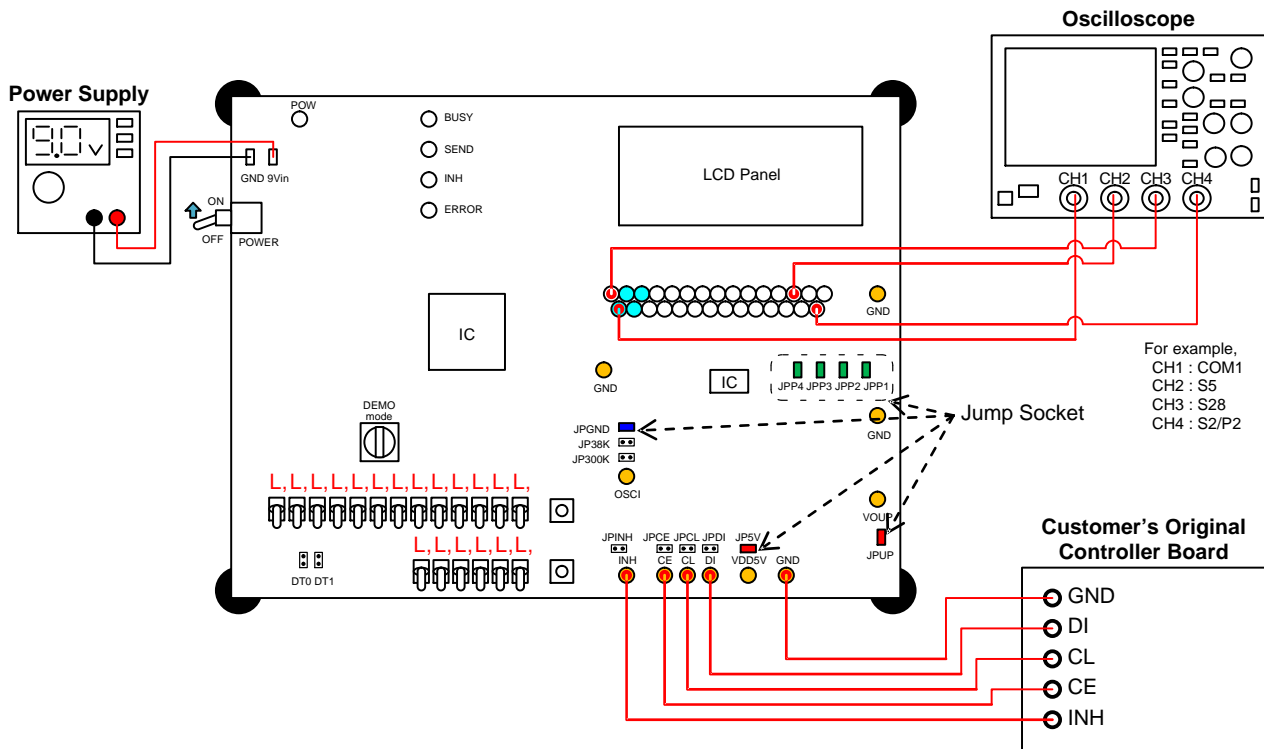 Oscilloscope
Power Supply
9.0 V
POW
BUSY
SEND
INH
ERROR
GND 9Vin
ON
OFF
POWER
LCD Panel
CH1 CH2 CH3 CH4
IC
GND
GND
IC
JPP4 JPP3 JPP2 JPP1
For example,
CH1 : COM1
CH2 : S5
CH3 : S28
CH4 : S2/P2
DEMO
mode
JPGND
JP38K
JP300K
OSCI
GND
Jump Socket
L, L, L, L, L, L, L, L, L, L, L,
VOUP
JPUP
L, L, L, L, L, L,
DT0 DT1
JPINH JPCE JPCL JPDI JP5V
INH CE CL DI VDD5V GND
Customer's Original
Controller Board
GND
DI
CL
CE
INH